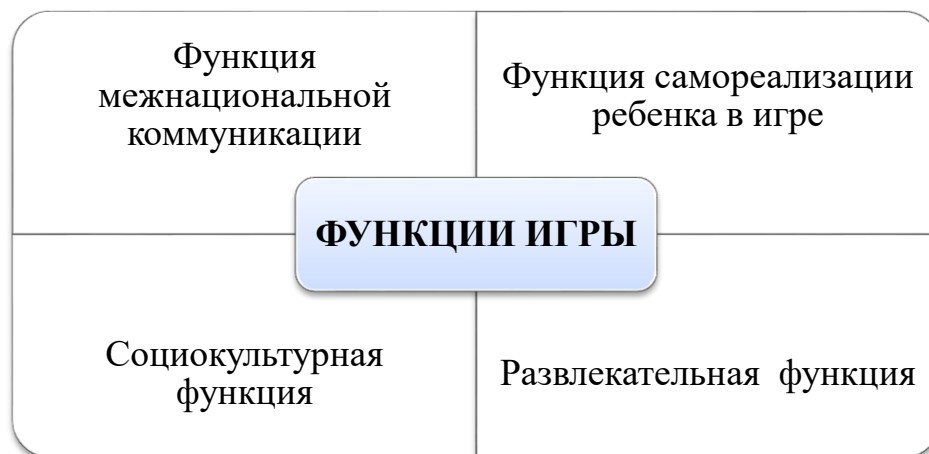 Функция
межнациональной
коммуникации
Функция самореализации
ребенка в игре
ФУНКЦИИ ИГРЫ
Социокультурная
функция
Развлекательная функция